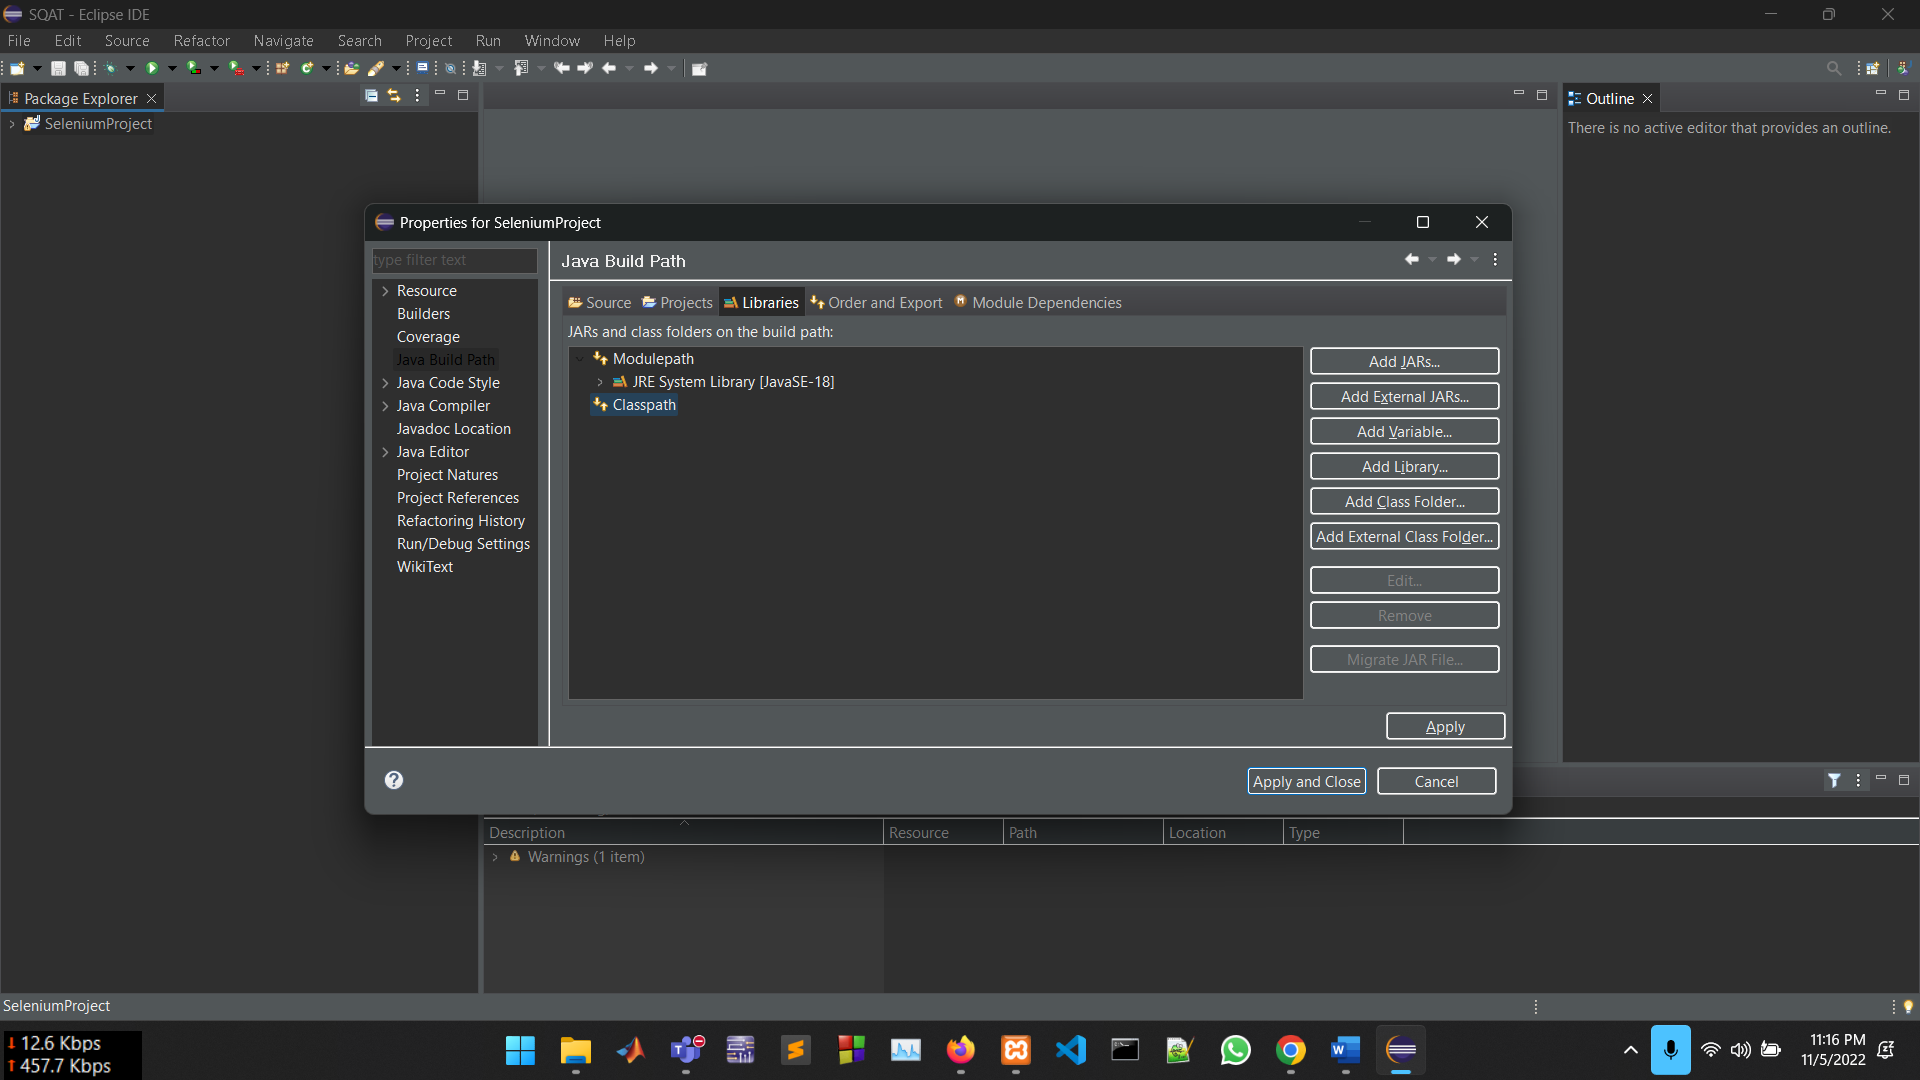 SQAT - Eclipse IDE
File Edit Source Refactor Navigate Search Project Run Window Help
Package Explorer
SeleniumProject
Outline
There is no active editor that provides an outline.
Properties for SeleniumProject
type filter text
Resource
Builders
Coverage
Java Build Path
Java Code Style
Java Compiler
Javadoc Location
Java Editor
Project Natures
Project References
Refactoring History
Run/Debug Settings
WikiText
Java Build Path
Source Projects Libraries Order and Export Module Dependencies
JARs and class folders on the build path:
Modulepath
JRE System Library [JavaSE-18]
Classpath
Add JARs...
Add External JARs...
Add Variable...
Add Library...
Add Class Folder...
Add External Class Folder...
Edit...
Remove
Migrate JAR File...
Apply
Apply and Close Cancel
Description Resource Path Location Type
Warnings (1 item)
SeleniumProject
12.6 Kbps
457.7 Kbps
11:16 PM
11/5/2022